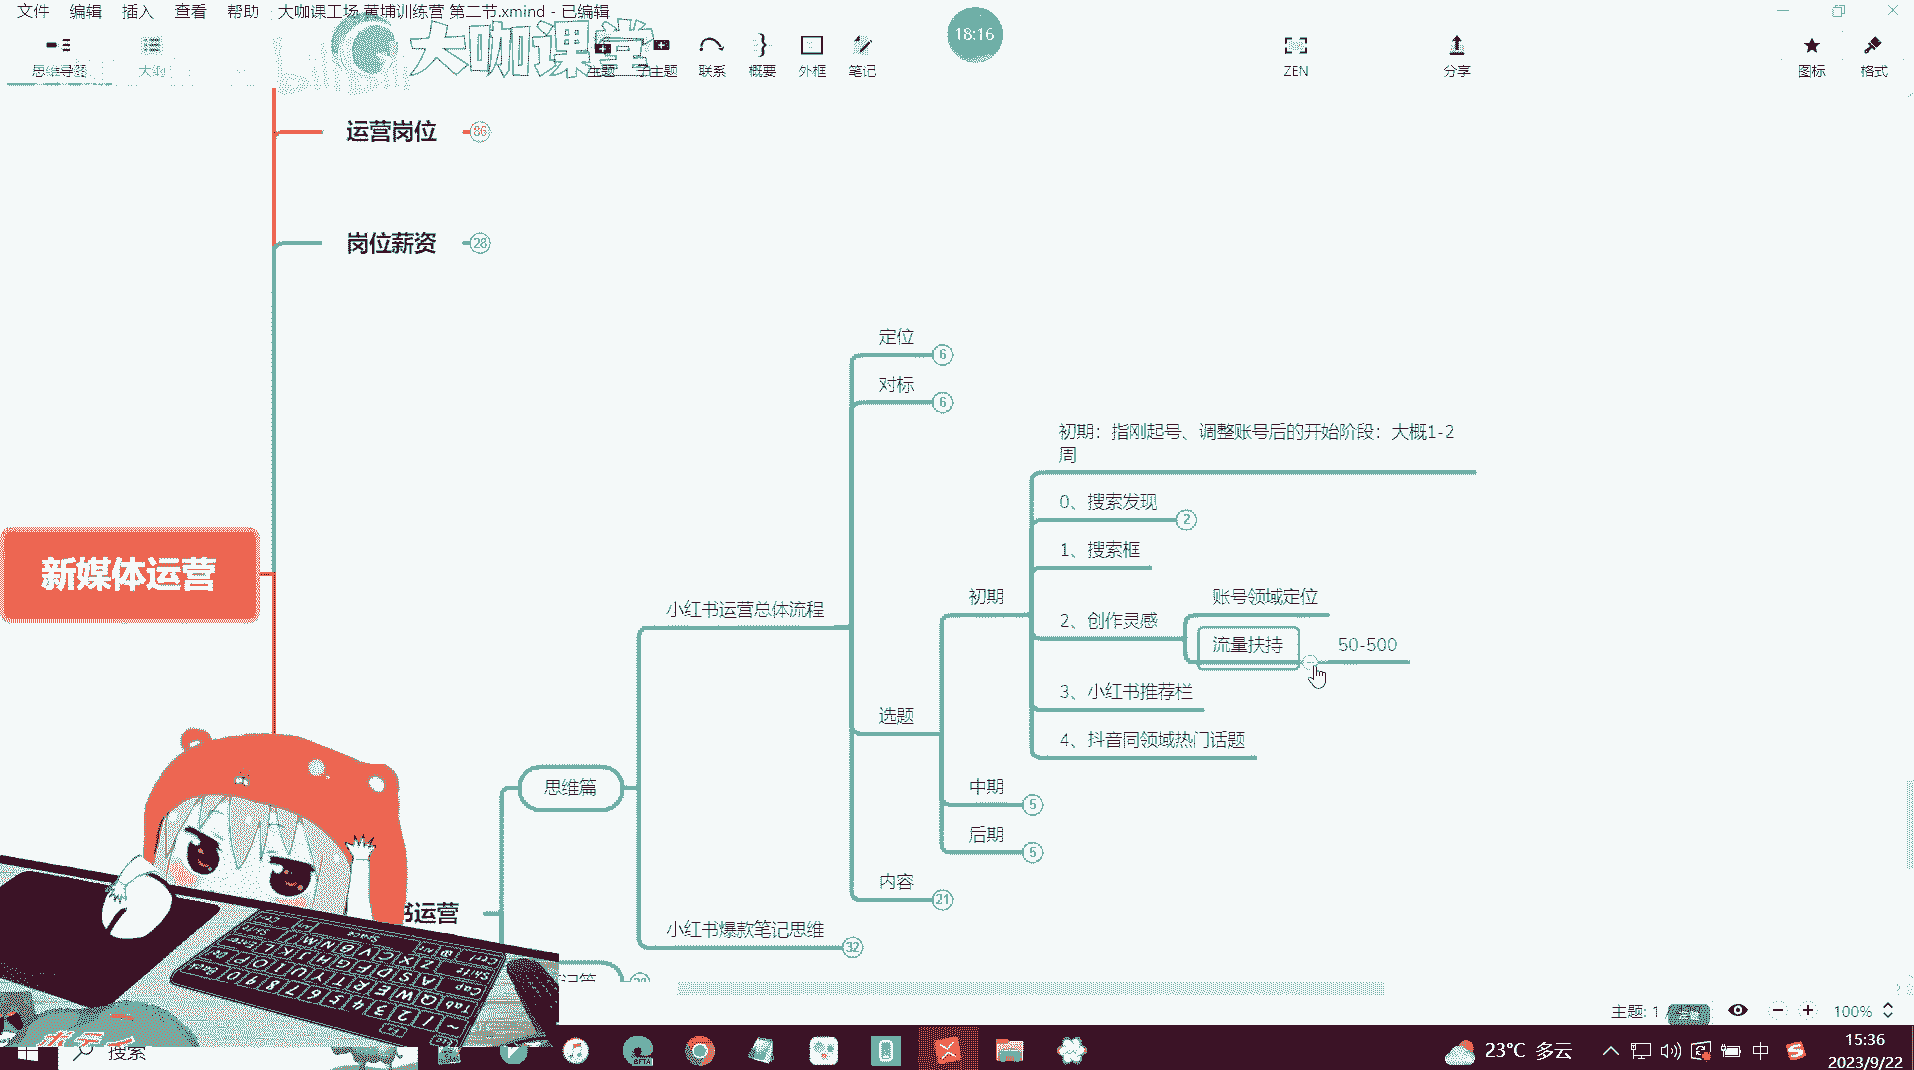 文件 编辑 插入 查看 帮助 大咖课工场 黄埔训练营 第二节.xmind - 已编辑
大咖课堂
18:16
思维导图 大纲 主题 子主题 联系 概要 外框 笔记 ZEN 分享 图标 格式
运营岗位 86
岗位薪资 28
定位 6
对标 6
初期：指刚起号、调整账号后的开始阶段：大概1-2
周
0、搜索发现 2
1、搜索框
新媒体运营
小红书运营总体流程
初期
2、创作灵感
账号领域定位
流量扶持 50-500
3、小红书推荐栏
选题
4、抖音同领域热门话题
思维篇
中期 5
后期 5
内容 21
书运营
小红书爆款笔记思维 32
主题: 1 /
100%
搜索
23°C 多云
中
15:36
2023/9/22